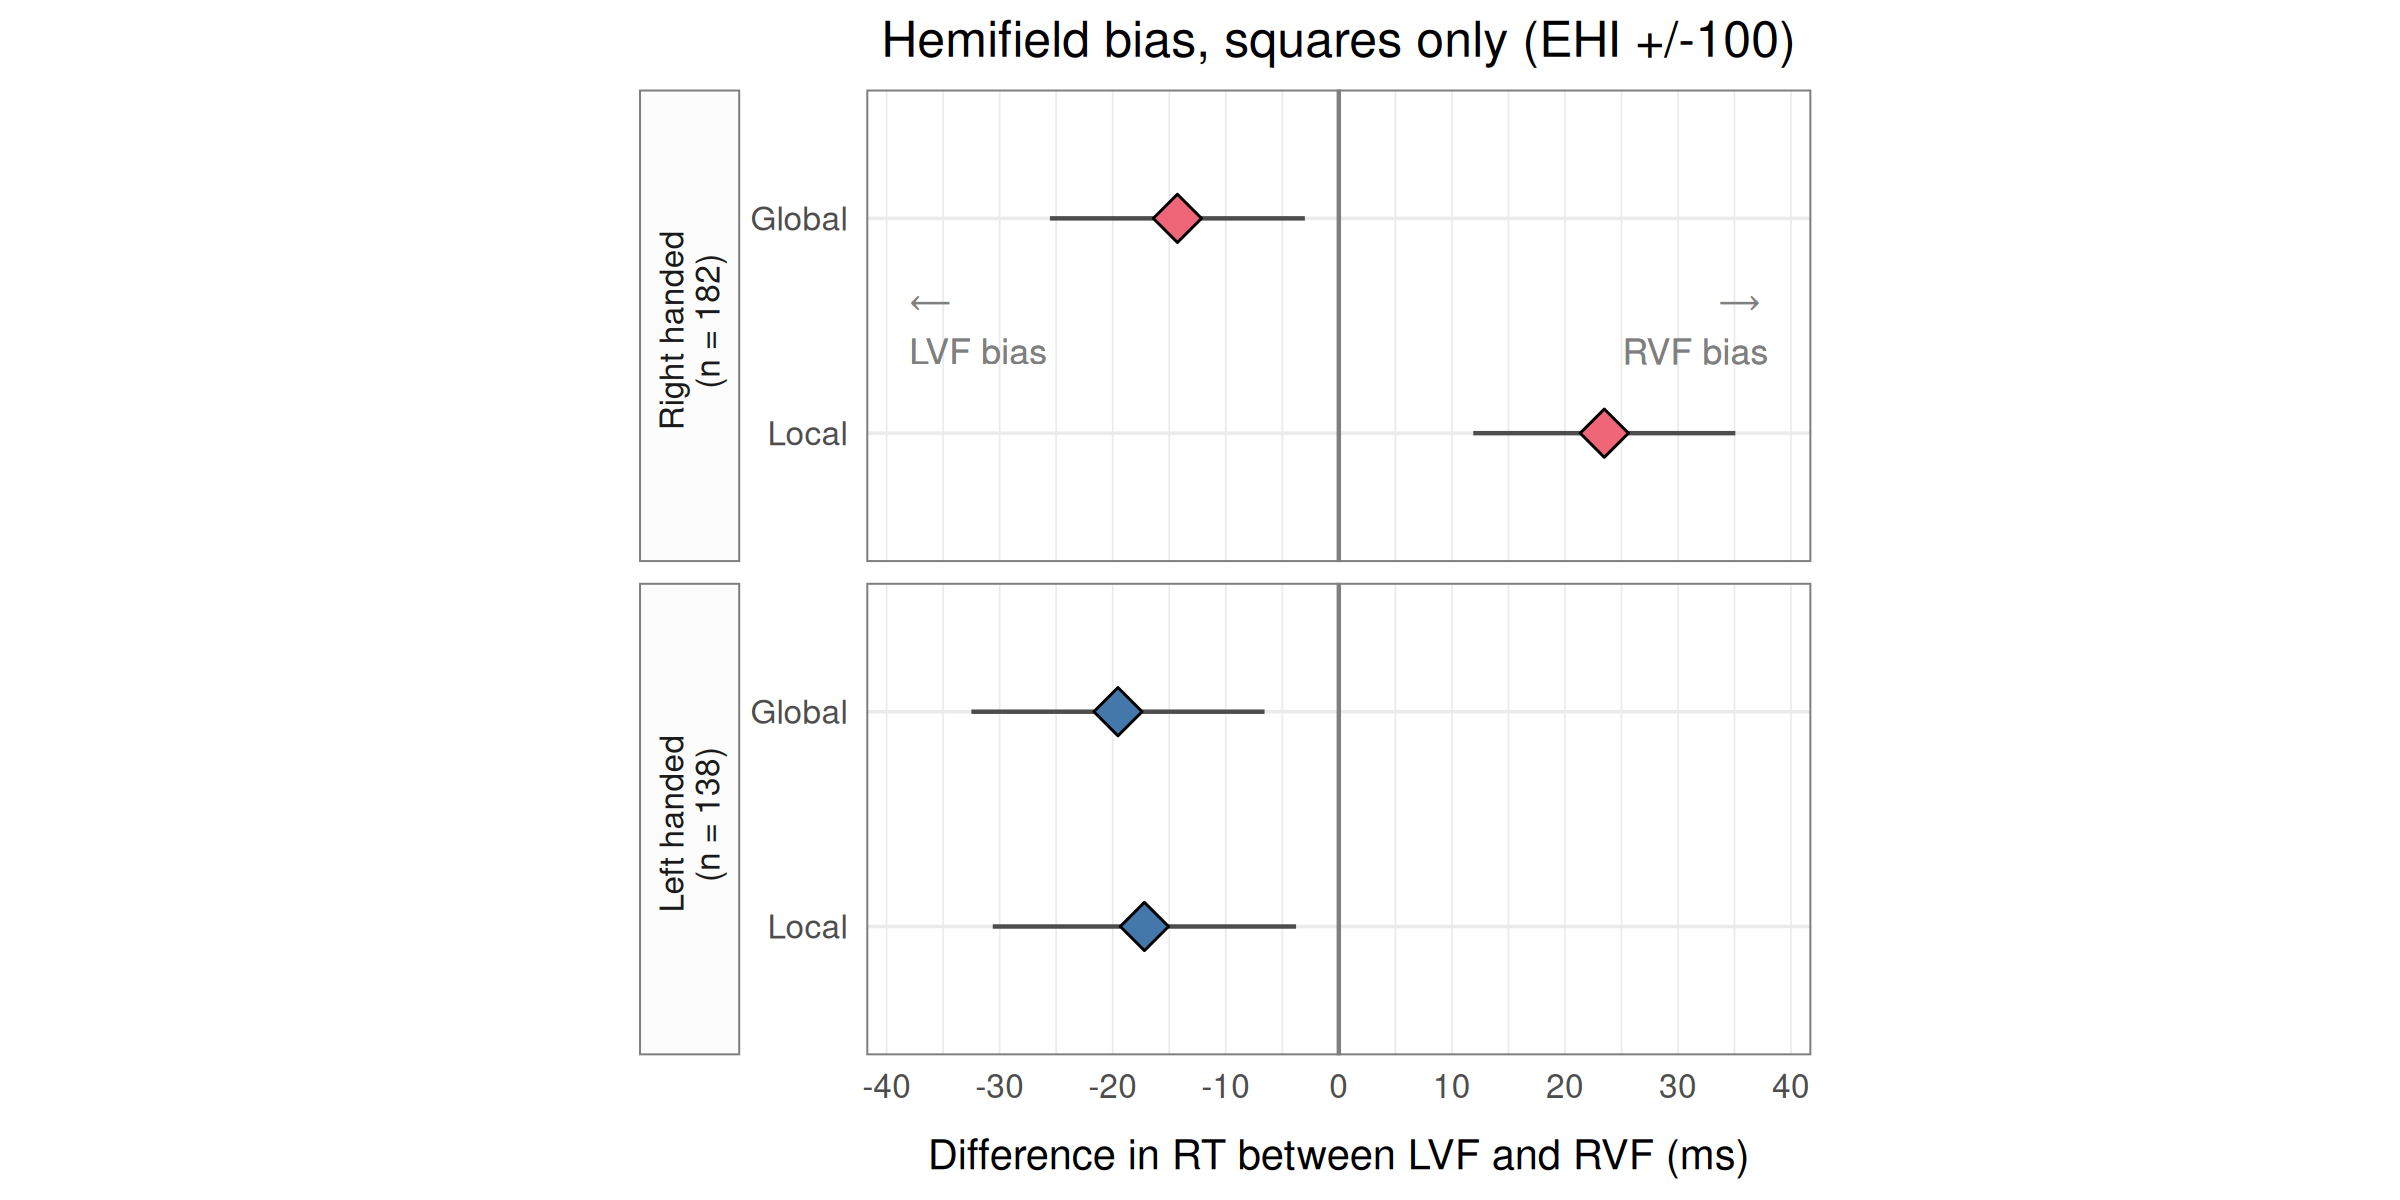 Hemifield bias, squares only (EHI +/-100)
Right handed
(n = 182)
Global
←
→
LVF bias
RVF bias
Local
Left handed
(n = 138)
Global
Local
-40 -30 -20 -10 0 10 20 30 40
Difference in RT between LVF and RVF (ms)